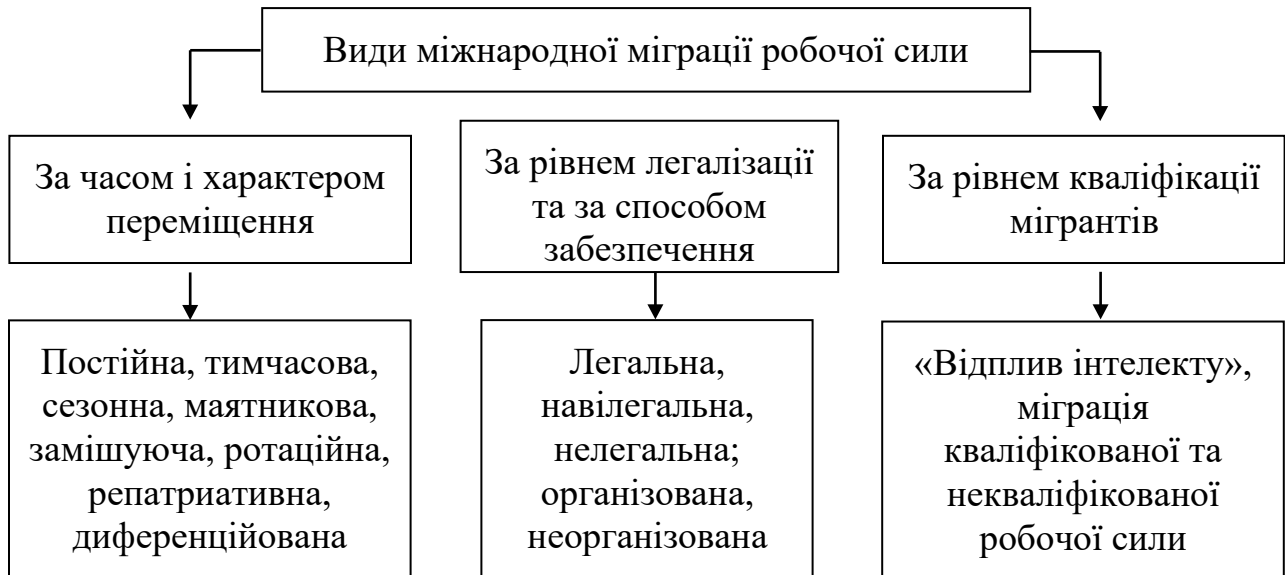 Види міжнародної міграції робочої сили
За часом і характером
переміщення
За рівнем легалізації
та за способом
забезпечення
За рівнем кваліфікації
мігрантів
Постійна, тимчасова,
сезонна, маятникова,
замішуюча, ротаційна,
репатриативна,
диференційована
Легальна,
навілегальна,
нелегальна;
організована,
неорганізована
«Відплив інтелекту»,
міграція
кваліфікованої та
некваліфікованої
робочої сили